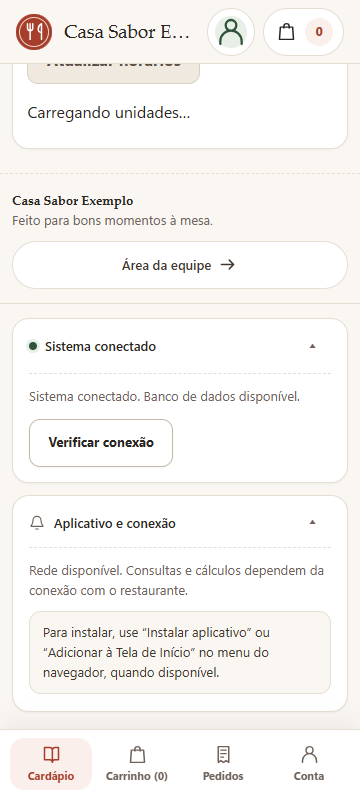 Casa Sabor E...
0
Atualizar horários
Carregando unidades...
Casa Sabor Exemplo
Feito para bons momentos à mesa.
Área da equipe →
Sistema conectado
Sistema conectado. Banco de dados disponível.
Verificar conexão
Aplicativo e conexão
Rede disponível. Consultas e cálculos dependem da
conexão com o restaurante.
Para instalar, use “Instalar aplicativo” ou
“Adicionar à Tela de Início” no menu do
navegador, quando disponível.
Cardápio
Carrinho (0)
Pedidos
Conta